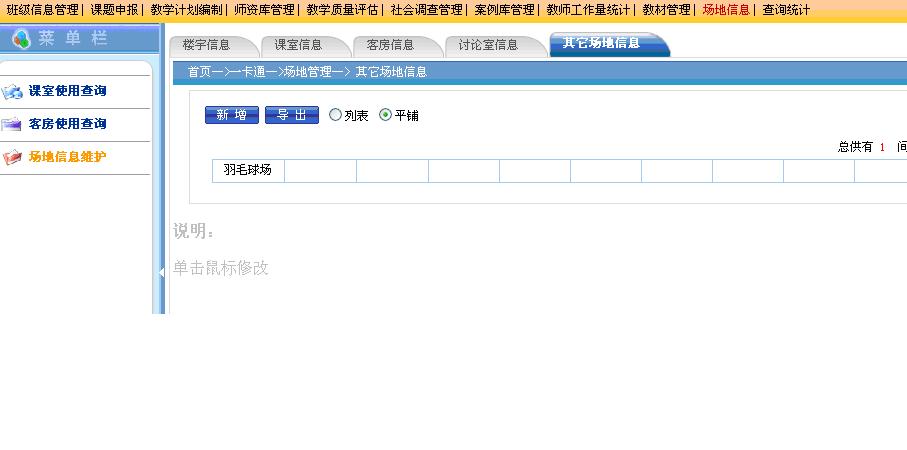 班级信息管理| 课题申报| 教学计划编制| 师资库管理| 教学质量评估| 社会调查管理| 案例库管理| 教师工作量统计| 教材管理| 场地信息| 查询统计
菜 单 栏
楼宇信息 课室信息 客房信息 讨论室信息 其它场地信息
首页一>一卡通一>场地管理一> 其它场地信息
课室使用查询
客房使用查询
场地信息维护
新 增 导 出 列表 平铺
总供有 1 间
羽毛球场
说明：
单击鼠标修改